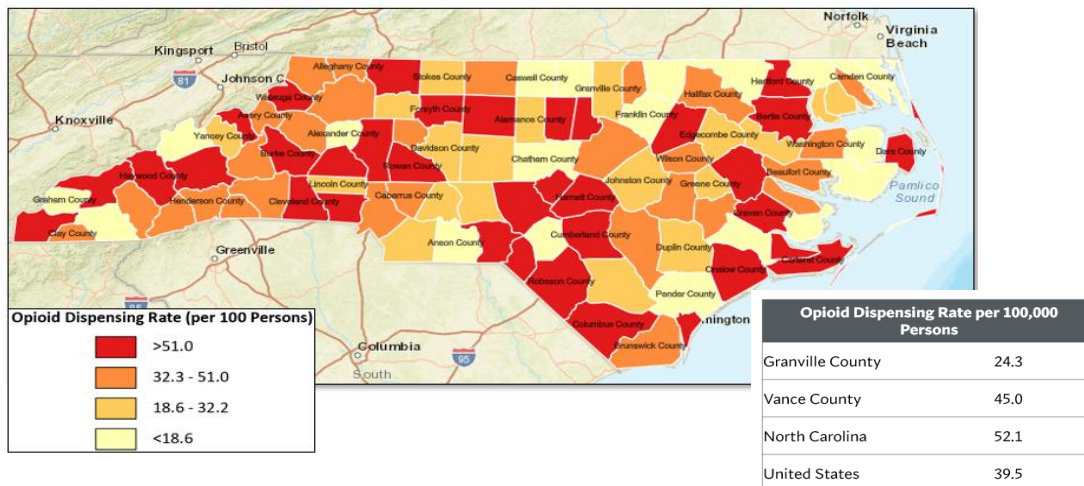 Norfolk
Virginia
Beach
Kingsport
Bristol
81
Johnson C
Knoxville
Alleghany County
Stokes County
Caswell County
Granville County
Hertford County
Camden County
Watauga County
Halifax County
Avery County
Forsyth County
Alamance County
Franklin County
Bertie County
Yancey County
Alexander County
Edgecombe County
Davidson County
Washington County
Burke County
Chatham County
Wilson County
Dare County
Haywood County
Rowan County
Johnston County
Greene County
Beaufort County
Lincoln County
Cabarrus County
Harnett County
Graham County
Henderson County
Cleveland County
Pamlico
Sound
Craven County
Clay County
Anson County
Cumberland County
Duplin County
Greenville
Onslow County
Carteret County
Robeson County
Pender County
85
nington
Columbus County
Brunswick County
Columbia
South
95
Opioid Dispensing Rate (per 100 Persons)
>51.0
32.3 - 51.0
18.6 - 32.2
<18.6
Opioid Dispensing Rate per 100,000
Persons
Granville County 24.3
Vance County 45.0
North Carolina 52.1
United States 39.5